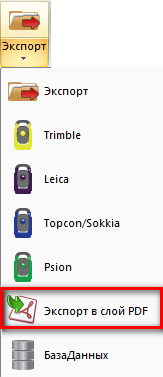 Экспорт
Экспорт
Trimble
Leica
Topcon/Sokkia
Psion
Экспорт в слой PDF
БазаДанных